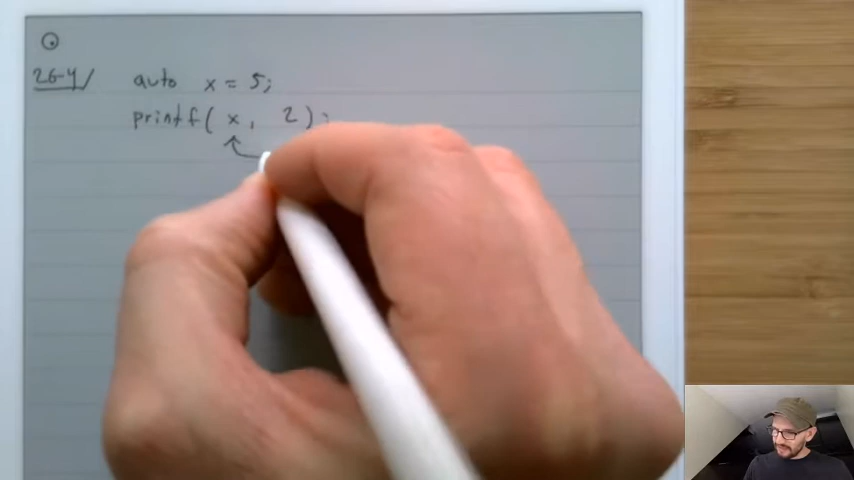 26-4/ auto x = 5;
printf( x, 2);